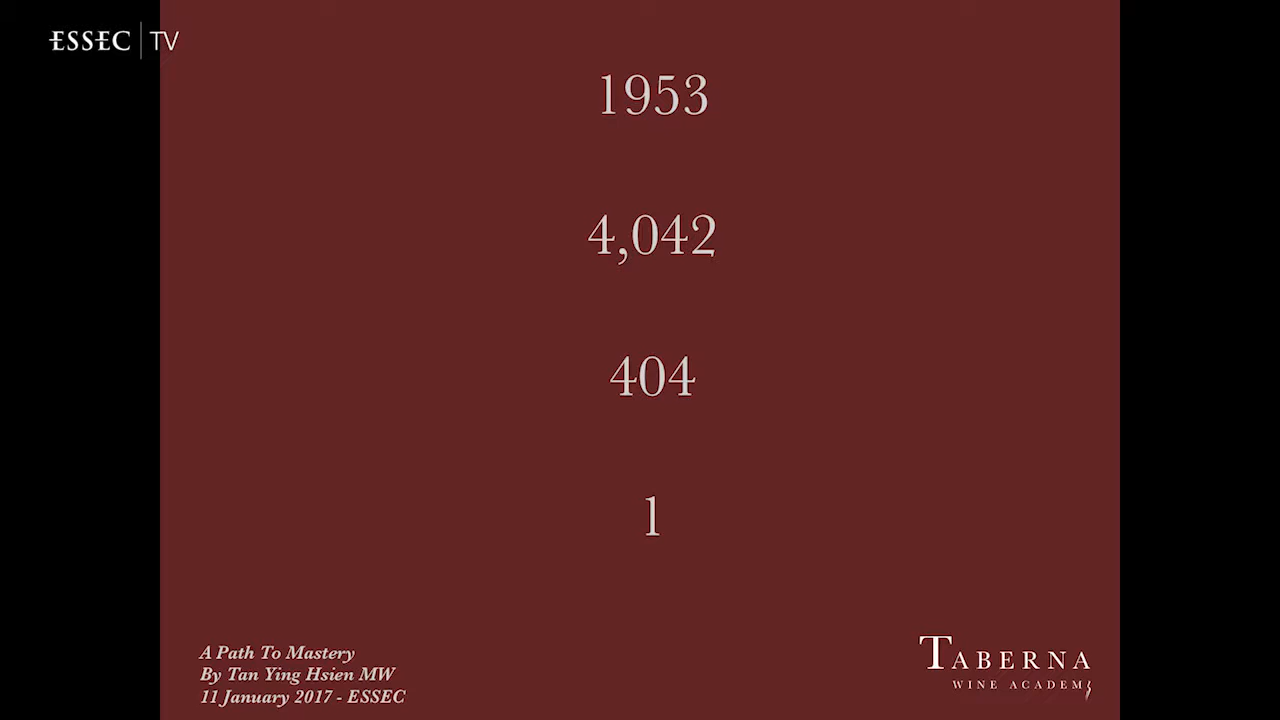 ESSEC | TV
1953
4,042
404
1
A Path To Mastery
By Tan Ying Hsien MW
11 January 2017 - ESSEC
TABERNA
WINE ACADEMY